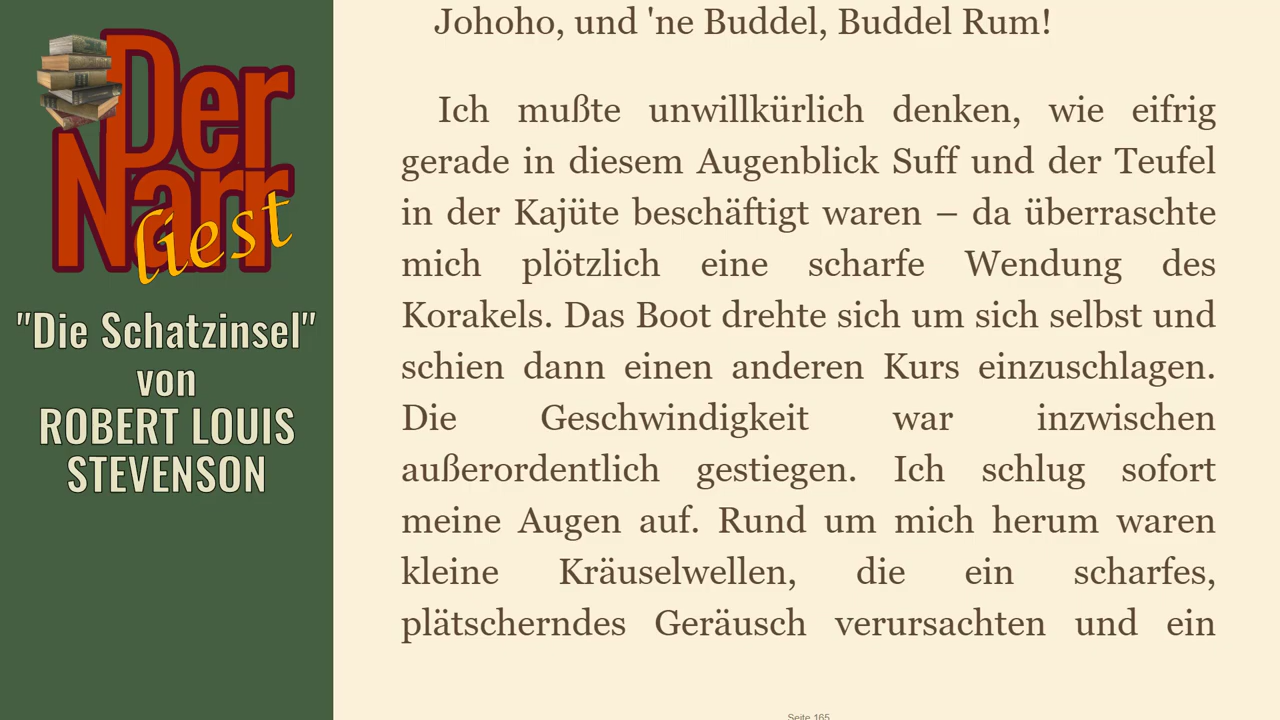 Der
Narr
liest
"Die Schatzinsel"
von
ROBERT LOUIS
STEVENSON
Johoho, und 'ne Buddel, Buddel Rum!
Ich mußte unwillkürlich denken, wie eifrig
gerade in diesem Augenblick Suff und der Teufel
in der Kajüte beschäftigt waren – da überraschte
mich plötzlich eine scharfe Wendung des
Korakels. Das Boot drehte sich um sich selbst und
schien dann einen anderen Kurs einzuschlagen.
Die Geschwindigkeit war inzwischen
außerordentlich gestiegen. Ich schlug sofort
meine Augen auf. Rund um mich herum waren
kleine Kräuselwellen, die ein scharfes,
plätscherndes Geräusch verursachten und ein
Seite 165